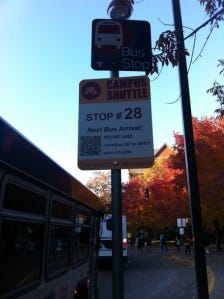 Bus
Stop
CAMPUS
SHUTTLE
STOP # 28
Next Bus Arrival: